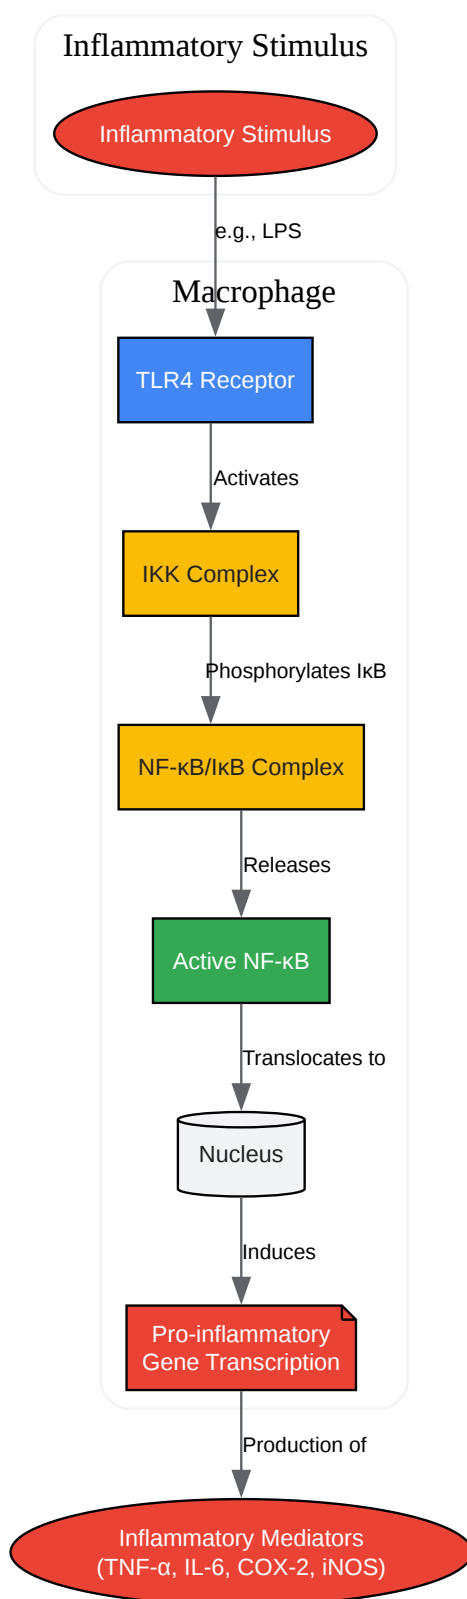 Inflammatory Stimulus
Inflammatory Stimulus
e.g., LPS
Macrophage
TLR4 Receptor
Activates
IKK Complex
Phosphorylates IκB
NF-κB/IκB Complex
Releases
Active NF-κB
Translocates to
Nucleus
Induces
Pro-inflammatory
Gene Transcription
Production of
Inflammatory Mediators
(TNF-α, IL-6, COX-2, iNOS)